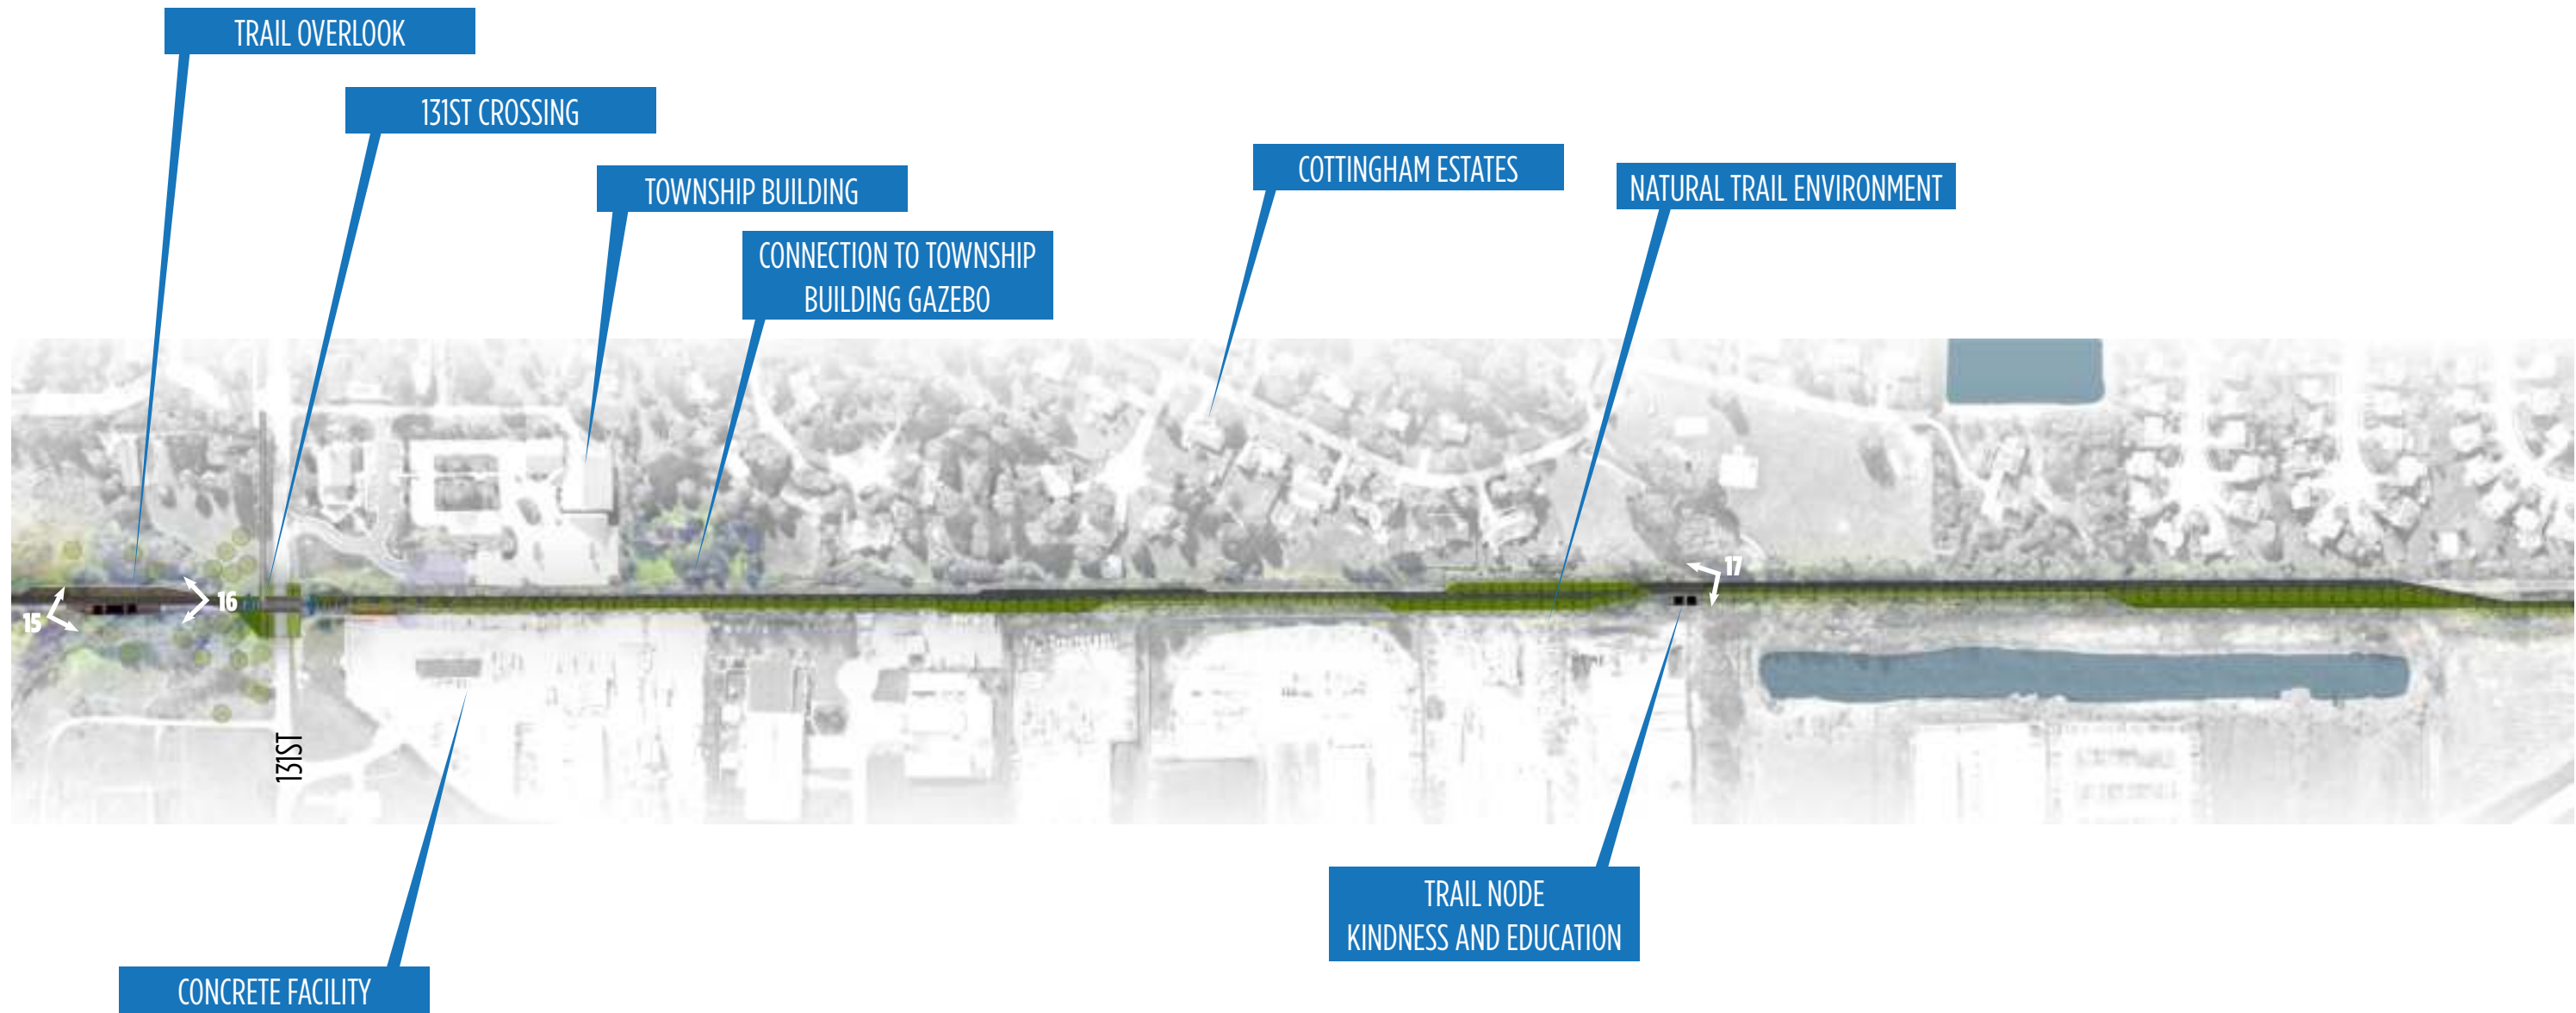 TRAIL OVERLOOK
131ST CROSSING
TOWNSHIP BUILDING
COTTINGHAM ESTATES
NATURAL TRAIL ENVIRONMENT
CONNECTION TO TOWNSHIP
BUILDING GAZEBO
15
16
17
131ST
TRAIL NODE
KINDNESS AND EDUCATION
CONCRETE FACILITY